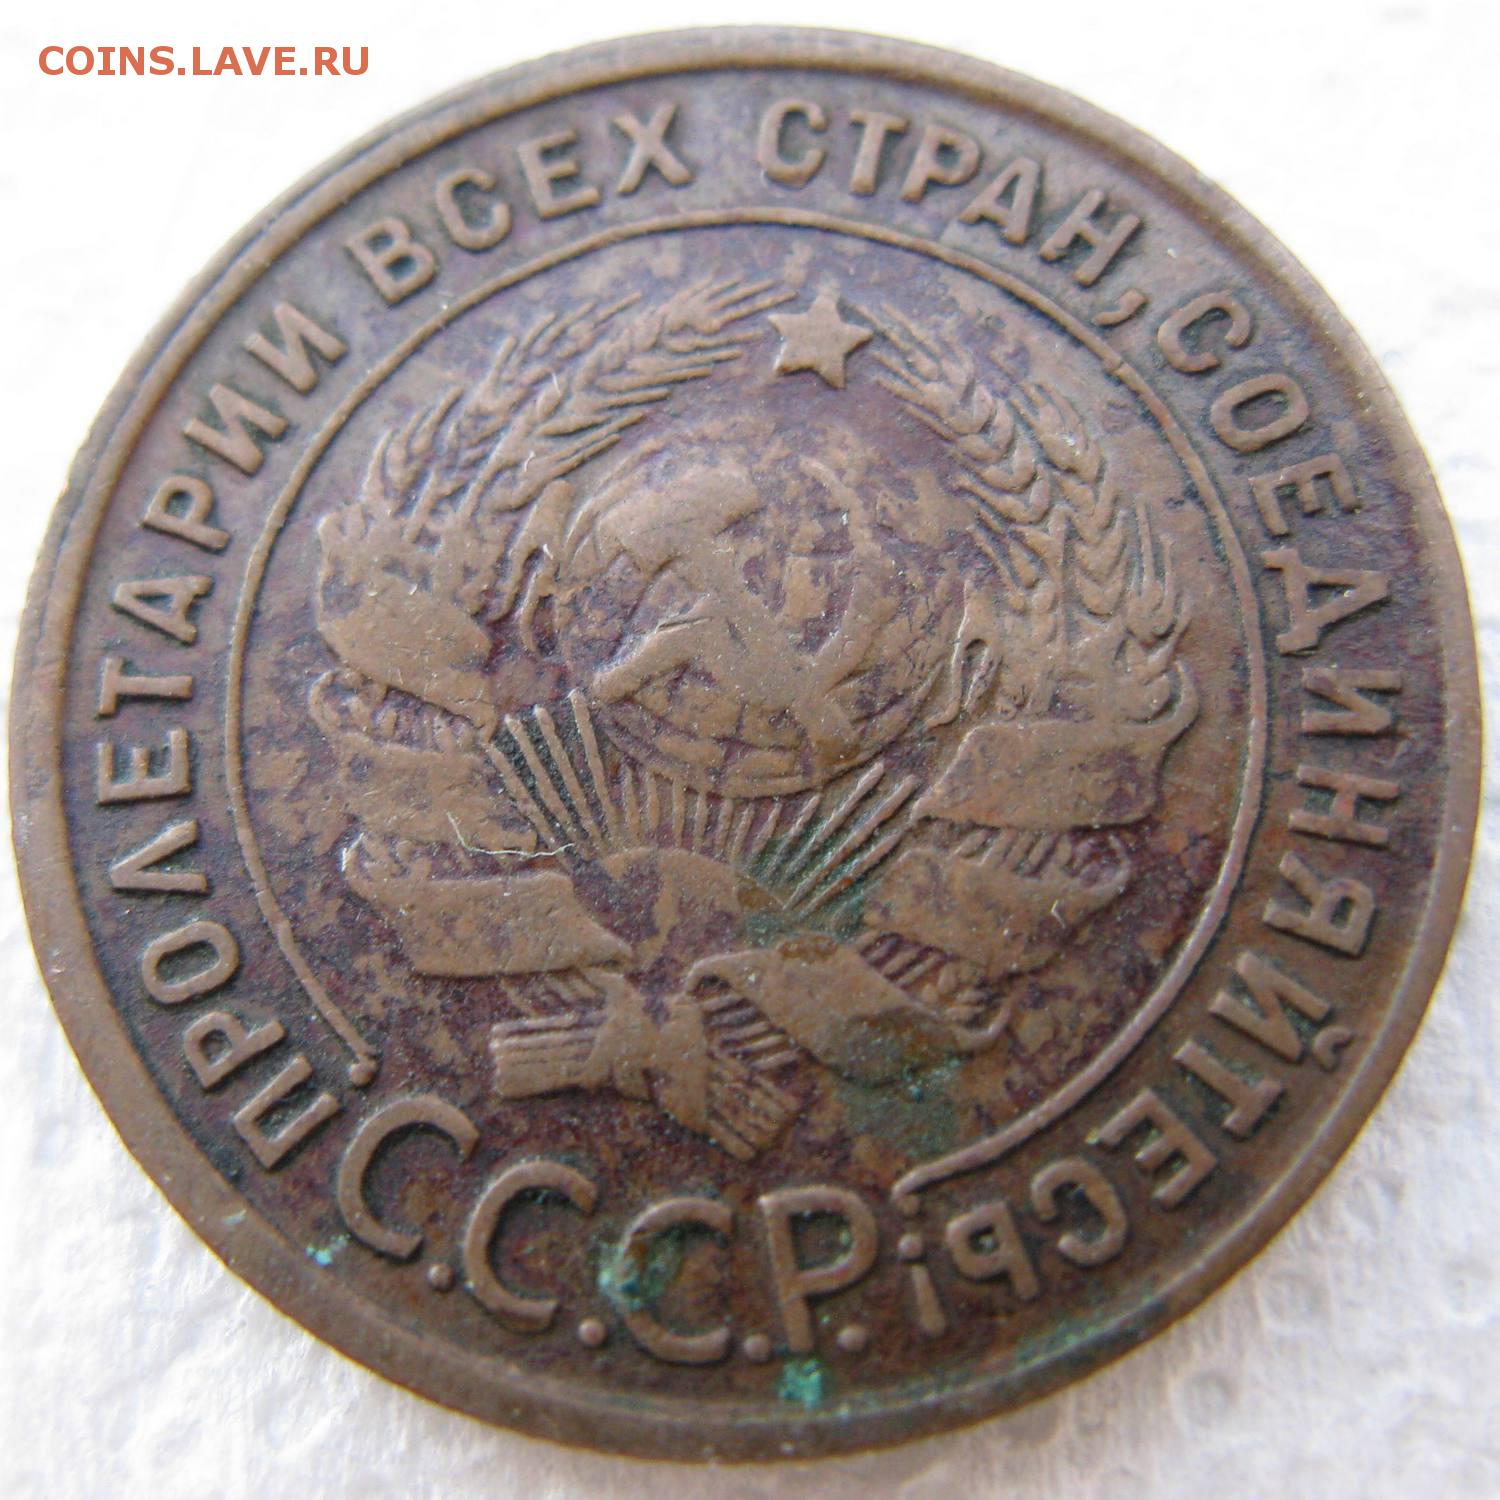 COINS.LAVE.RU
ПРОЛЕТАРИИ ВСЕХ СТРАН, СОЕДИНЯЙТЕСЬ!
С.С.С.Р.